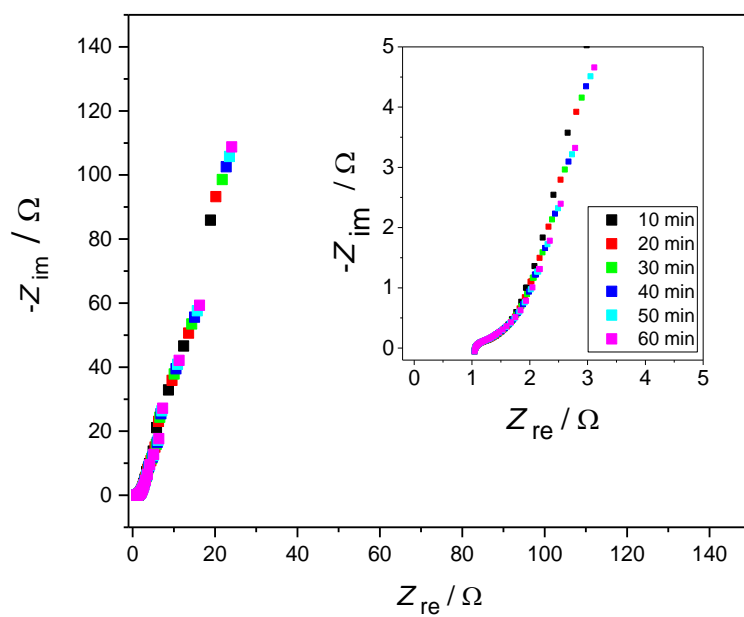 -Z im / Ω
140
120
100
80
60
40
20
0
0 20 40 60 80 100 120 140
Z re / Ω
-Z im / Ω
5
4
3
2
1
0
0 1 2 3 4 5
Z re / Ω
10 min
20 min
30 min
40 min
50 min
60 min